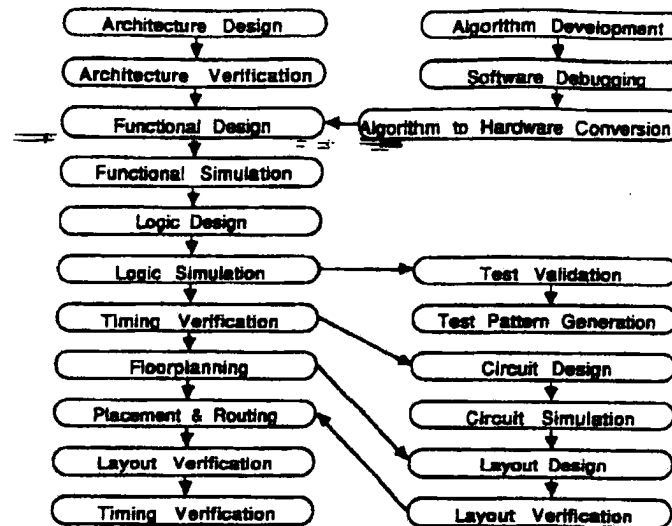 Architecture Design
Algorithm Development
Architecture Verification
Software Debugging
Functional Design
Algorithm to Hardware Conversion
Functional Simulation
Logic Design
Logic Simulation
Test Validation
Timing Verification
Test Pattern Generation
Floorplanning
Circuit Design
Placement & Routing
Circuit Simulation
Layout Verification
Layout Design
Timing Verification
Layout Verification